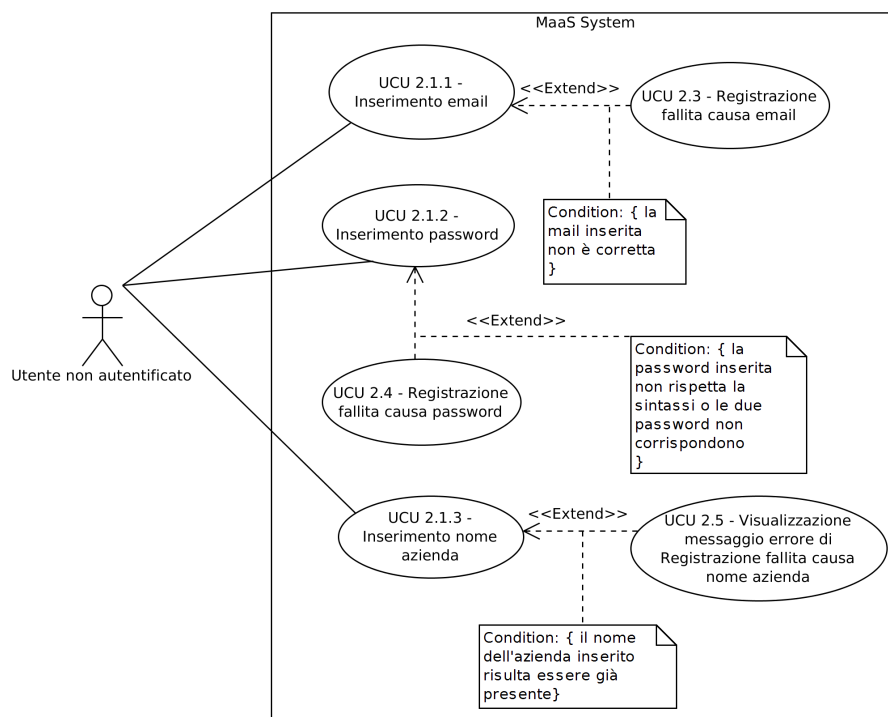 MaaS System
UCU 2.1.1 -
Inserimento email
<<Extend>>
UCU 2.3 - Registrazione
fallita causa email
Condition: { la
mail inserita
non è corretta
}
UCU 2.1.2 -
Inserimento password
Utente non autentificato
<<Extend>>
UCU 2.4 - Registrazione
fallita causa password
Condition: { la
password inserita
non rispetta la
sintassi o le due
password non
corrispondono
}
UCU 2.1.3 -
Inserimento nome
azienda
<<Extend>>
UCU 2.5 - Visualizzazione
messaggio errore di
Registrazione fallita causa
nome azienda
Condition: { il nome
dell'azienda inserito
risulta essere già
presente}